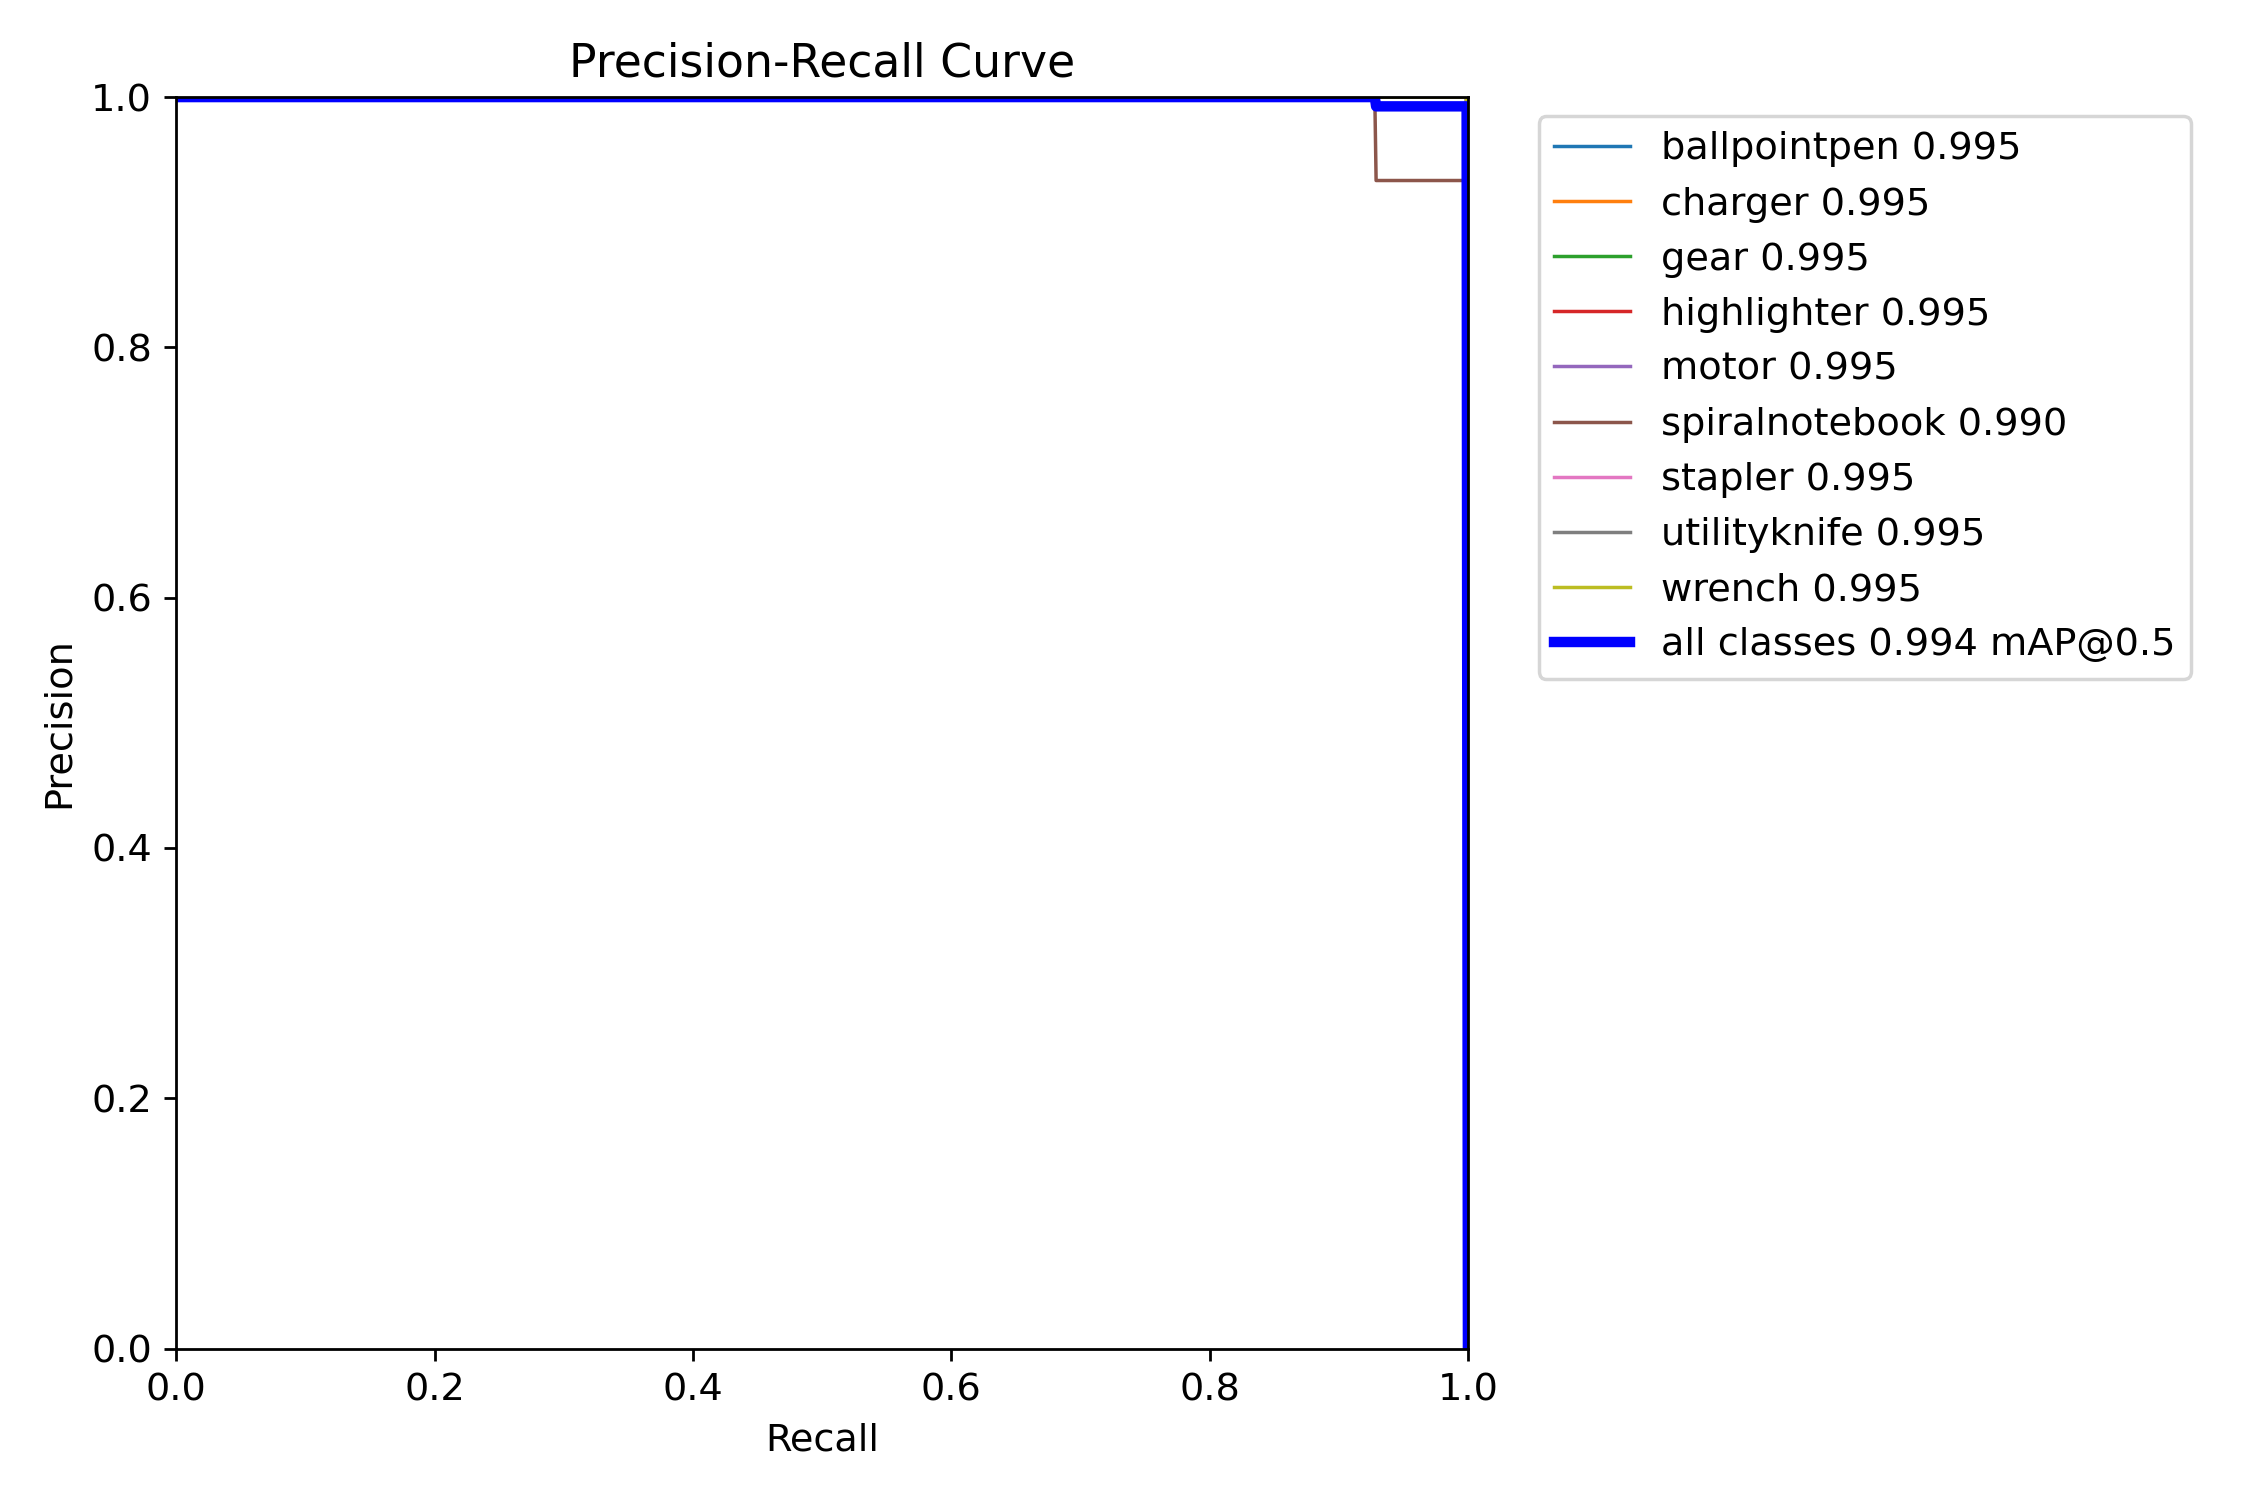 Precision-Recall Curve
1.0
0.8
0.6
0.4
0.2
0.0
Precision
0.0 0.2 0.4 0.6 0.8 1.0
Recall
ballpointpen 0.995
charger 0.995
gear 0.995
highlighter 0.995
motor 0.995
spiralnotebook 0.990
stapler 0.995
utilityknife 0.995
wrench 0.995
all classes 0.994 mAP@0.5